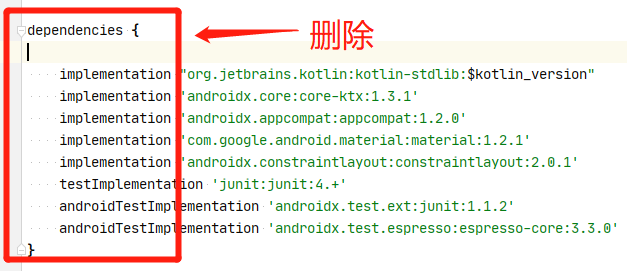 dependencies { 删除
implementation "org.jetbrains.kotlin:kotlin-stdlib:$kotlin_version"
implementation 'androidx.core:core-ktx:1.3.1'
implementation 'androidx.appcompat:appcompat:1.2.0'
implementation 'com.google.android.material:material:1.2.1'
implementation 'androidx.constraintlayout:constraintlayout:2.0.1'
testImplementation 'junit:junit:4.+'
androidTestImplementation 'androidx.test.ext:junit:1.1.2'
androidTestImplementation 'androidx.test.espresso:espresso-core:3.3.0'
}